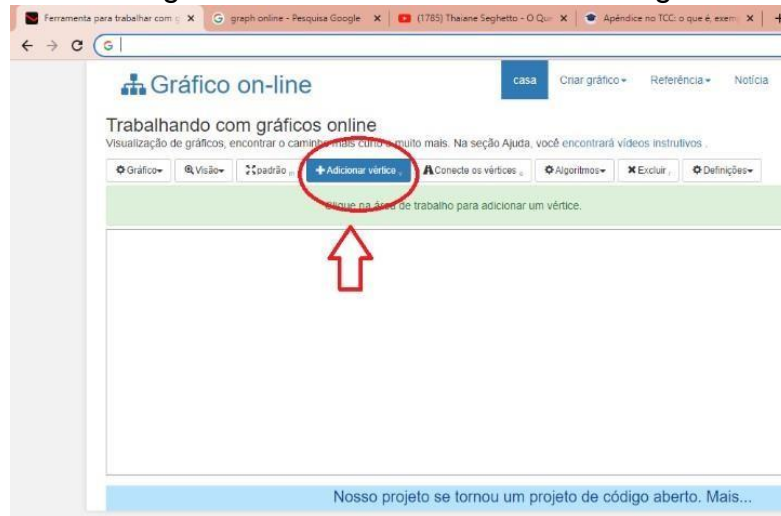 Ferramenta para trabalhar com g
graph online - Pesquisa Google
(1785) Thaiane Seghetto - O Qu
Apêndice no TCC: o que é, exem
Gráfico on-line
casa
Criar gráfico
Referência
Notícia
Trabalhando com gráficos online
Visualização de gráficos, encontrar o caminho mais curto e muito mais. Na seção Ajuda, você encontrará vídeos instrutivos .
Gráfico
Visão
padrão
Adicionar vértice
Conecte os vértices
Algoritmos
Excluir
Definições
Clique na área de trabalho para adicionar um vértice.
Nosso projeto se tornou um projeto de código aberto. Mais...